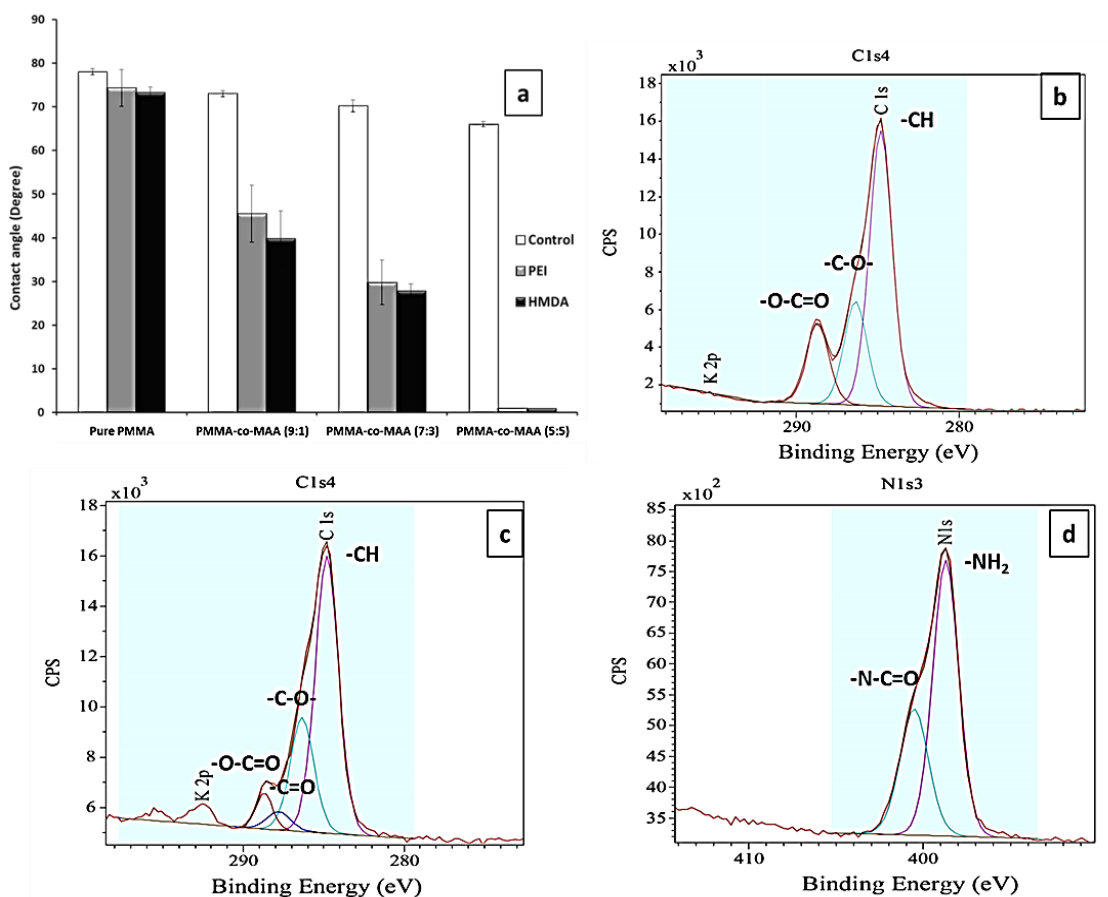 90
80
70
60
50
40
30
20
10
0
Contact angle (Degree)
a
Control
PEI
HMDA
Pure PMMA
PMMA-co-MAA (9:1)
PMMA-co-MAA (7:3)
PMMA-co-MAA (5:5)
C1s4
x10³
b
18
16
14
12
10
8
6
4
2
CPS
C 1s
-CH
-C-O-
-O-C=O
K 2p
290
280
Binding Energy (eV)
C1s4
x10³
c
18
16
14
12
10
8
6
CPS
C 1s
-CH
-C-O-
-O-C=O
-C=O
K 2p
290
280
Binding Energy (eV)
N1s3
x10²
d
85
80
75
70
65
60
55
50
45
40
35
CPS
N1s
-NH₂
-N-C=O
410
400
Binding Energy (eV)